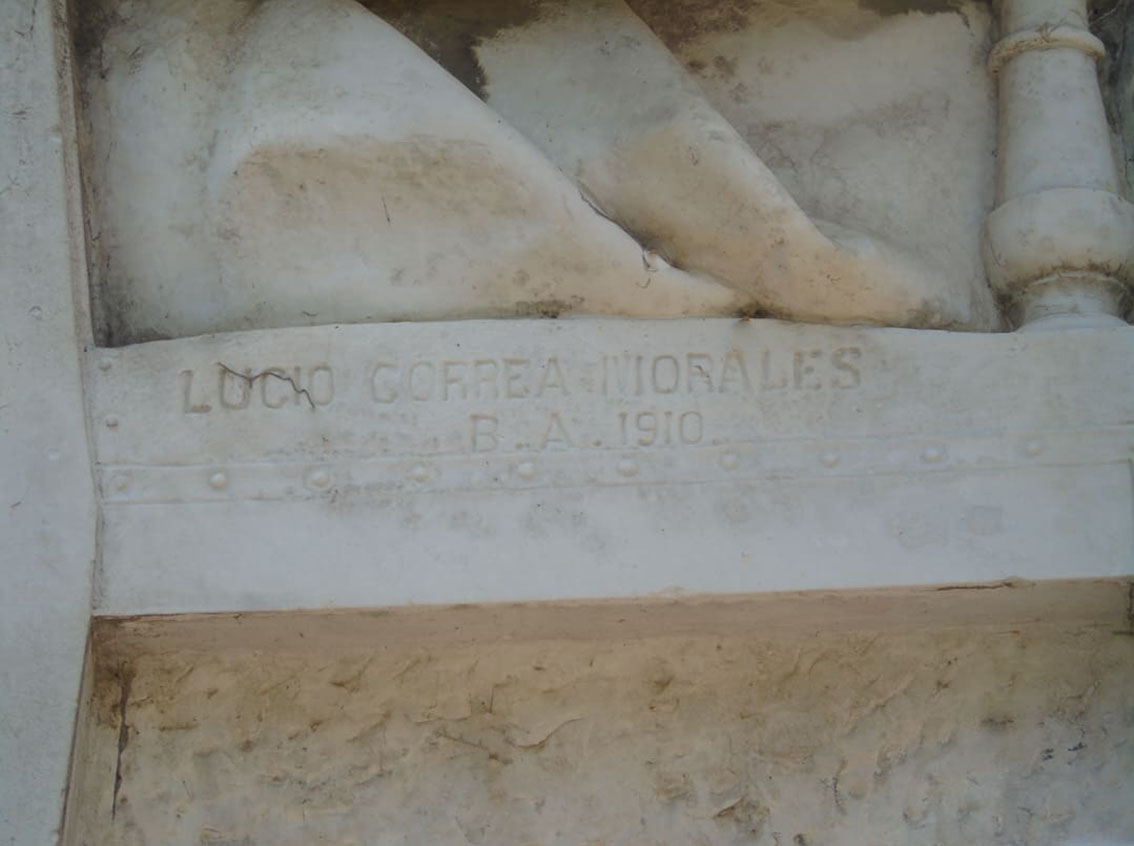 LUCIO CORREA MORALES
B. A. 1910